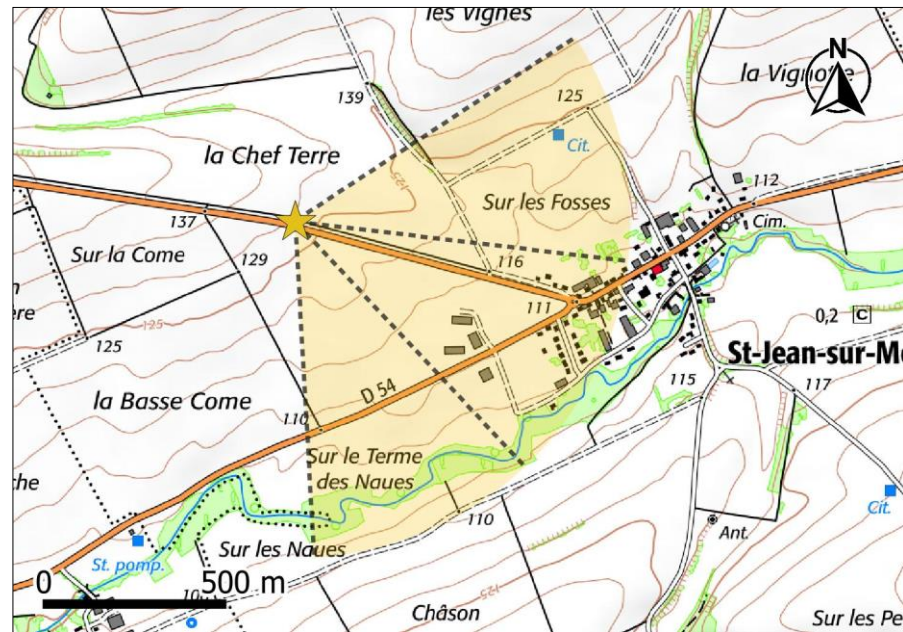 les Vignes
N
la Vignotte
139
125
Cit.
la Chef Terre
125
Sur les Fosses
112
137
Cim.
Sur la Come
129
116
111
0,2 C
125
125
St-Jean-sur-Mo
la Basse Come
D 54
115
117
110
Sur le Terme
des Naues
110
Cit.
Ant.
Sur les Naues
St. pomp.
0
500 m
125
Châson
Sur les Pe